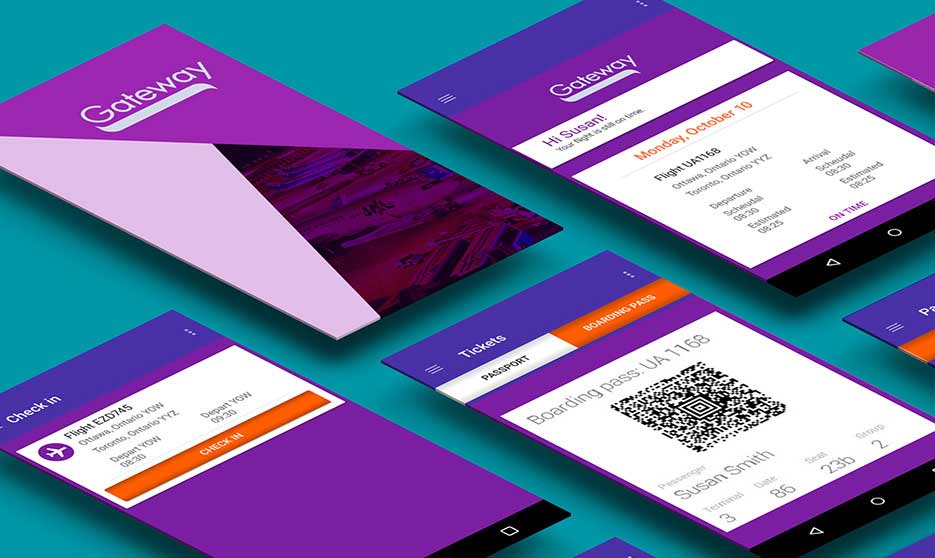 Gateway
JAL
Gateway
Hi Susan!
Your flight is still on time.
Monday, October 10
Flight UA1168
Ottawa, Ontario YOW
Toronto, Ontario YYZ
Departure
Scheudal
08:30
Estimated
08:25
Arrival
Scheudal
08:30
Estimated
08:25
ON TIME
Check in
Flight EZD745
Ottawa, Ontario YOW
Toronto, Ontario YYZ
Depart YOW
08:30
Depart YOW
09:30
CHECK IN
Tickets
PASSPORT
BOARDING PASS
Boarding pass: UA 1168
Passenger
Susan Smith
Terminal
3
Gate
86
Seat
23b
Group
2
Pa